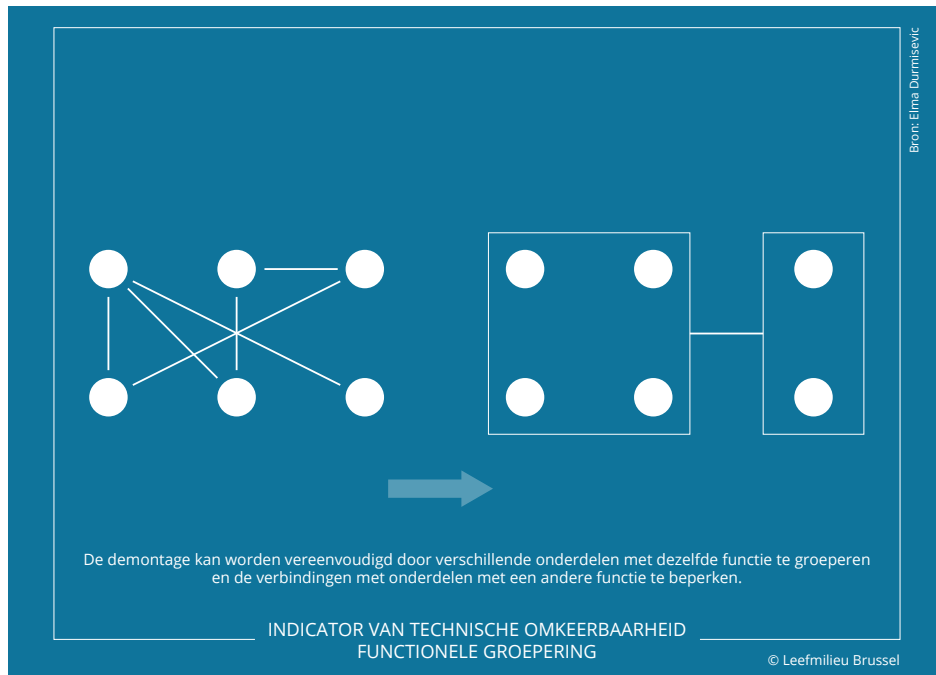 Bron: Elma Durmisevic
De demontage kan worden vereenvoudigd door verschillende onderdelen met dezelfde functie te groeperen
en de verbindingen met onderdelen met een andere functie te beperken.
INDICATOR VAN TECHNISCHE OMKEERBAARHEID
FUNCTIONELE GROEPERING
© Leefmilieu Brussel